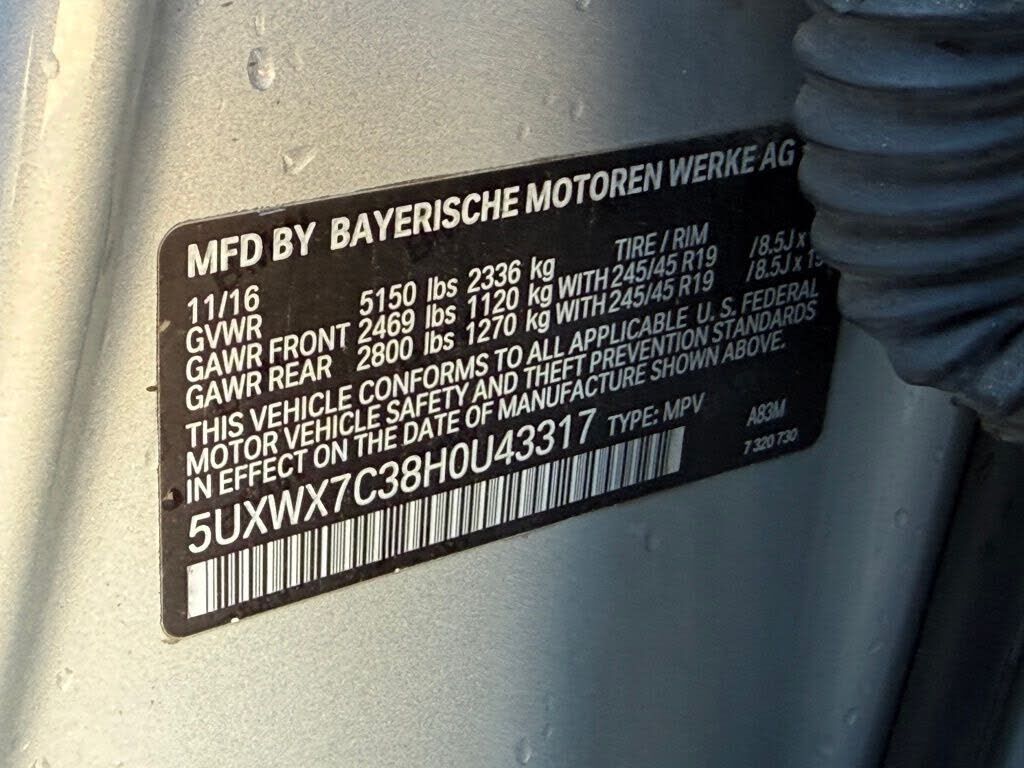 MFD BY BAYERISCHE MOTOREN WERKE AG
11/16 TIRE / RIM
GVWR 5150 lbs 2336 kg
GAWR FRONT 2469 lbs 1120 kg WITH 245/45 R19 /8.5J x
GAWR REAR 2800 lbs 1270 kg WITH 245/45 R19 /8.5J x
THIS VEHICLE CONFORMS TO ALL APPLICABLE U. S. FEDERAL
MOTOR VEHICLE SAFETY AND THEFT PREVENTION STANDARDS
IN EFFECT ON THE DATE OF MANUFACTURE SHOWN ABOVE.
5UXWX7C38H0U43317 TYPE: MPV A83M
7 320 730